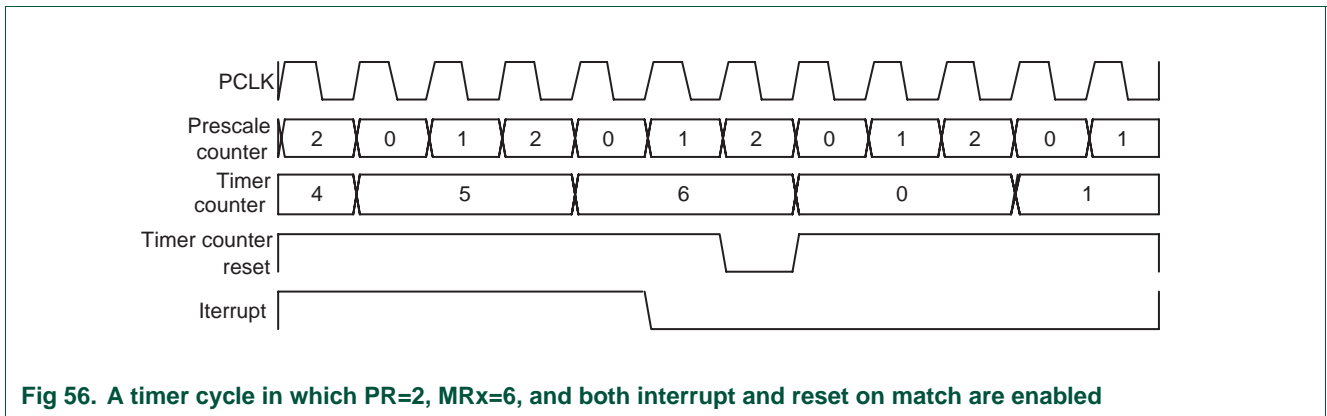 PCLK
Prescale
counter
2 0 1 2 0 1 2 0 1 2 0 1
Timer
counter
4 5 6 0 1
Timer counter
reset
Iterrupt
Fig 56. A timer cycle in which PR=2, MRx=6, and both interrupt and reset on match are enabled